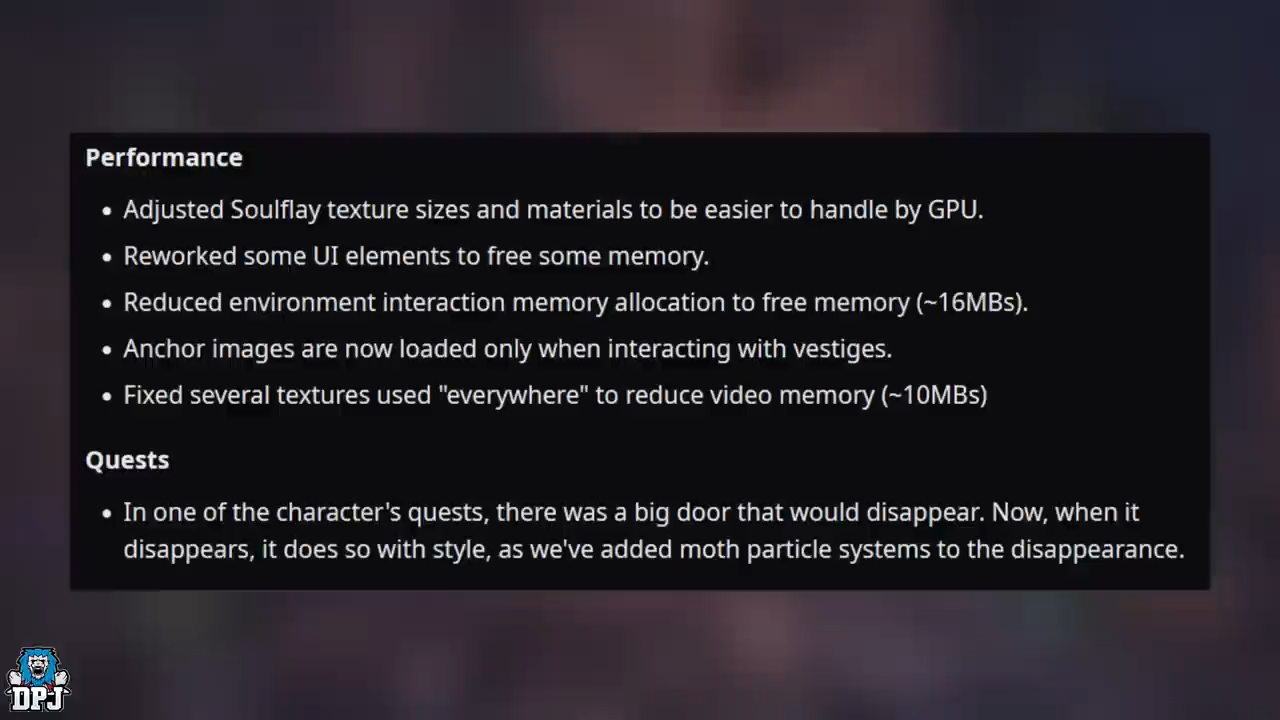 Performance
• Adjusted Soulflay texture sizes and materials to be easier to handle by GPU.
• Reworked some UI elements to free some memory.
• Reduced environment interaction memory allocation to free memory (~16MBs).
• Anchor images are now loaded only when interacting with vestiges.
• Fixed several textures used "everywhere" to reduce video memory (~10MBs)
Quests
• In one of the character's quests, there was a big door that would disappear. Now, when it
disappears, it does so with style, as we've added moth particle systems to the disappearance.
DPJ